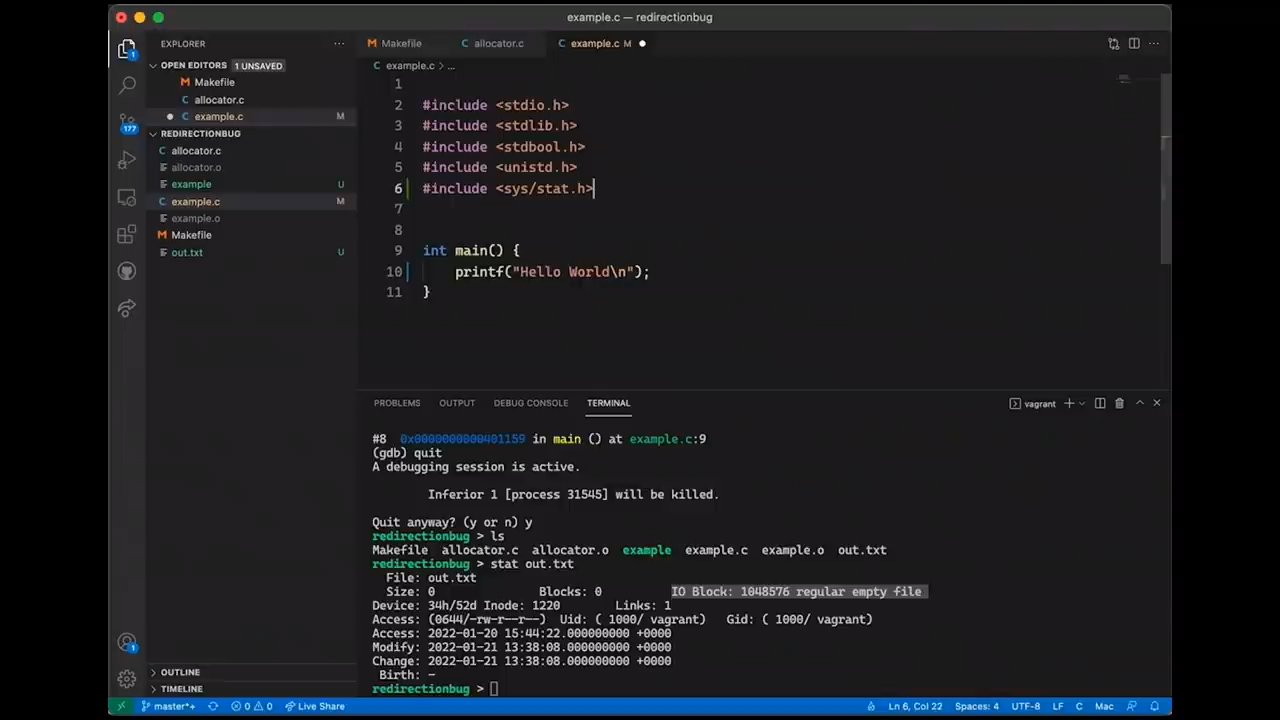 example.c — redirectionbug
EXPLORER
OPEN EDITORS 1 UNSAVED
Makefile
allocator.c
example.c M
REDIRECTIONBUG
allocator.c
allocator.o
example U
example.c M
example.o
Makefile
out.txt U
OUTLINE
TIMELINE
1
177
1
Makefile allocator.c example.c M
example.c > ...
1
2 #include <stdio.h>
3 #include <stdlib.h>
4 #include <stdbool.h>
5 #include <unistd.h>
6 #include <sys/stat.h>
7
8
9 int main() {
10 printf("Hello World\n");
11 }
PROBLEMS OUTPUT DEBUG CONSOLE TERMINAL vagrant
#8 0x0000000000401159 in main () at example.c:9
(gdb) quit
A debugging session is active.
Inferior 1 [process 31545] will be killed.
Quit anyway? (y or n) y
redirectionbug > ls
Makefile allocator.c allocator.o example example.c example.o out.txt
redirectionbug > stat out.txt
File: out.txt
Size: 0 Blocks: 0 IO Block: 1048576 regular empty file
Device: 34h/52d Inode: 1220 Links: 1
Access: (0644/-rw-r--r--) Uid: ( 1000/ vagrant) Gid: ( 1000/ vagrant)
Access: 2022-01-20 15:44:22.000000000 +0000
Modify: 2022-01-21 13:38:08.000000000 +0000
Change: 2022-01-21 13:38:08.000000000 +0000
Birth: -
redirectionbug >
master*+ 0 0 Live Share Ln 6, Col 22 Spaces: 4 UTF-8 LF C Mac